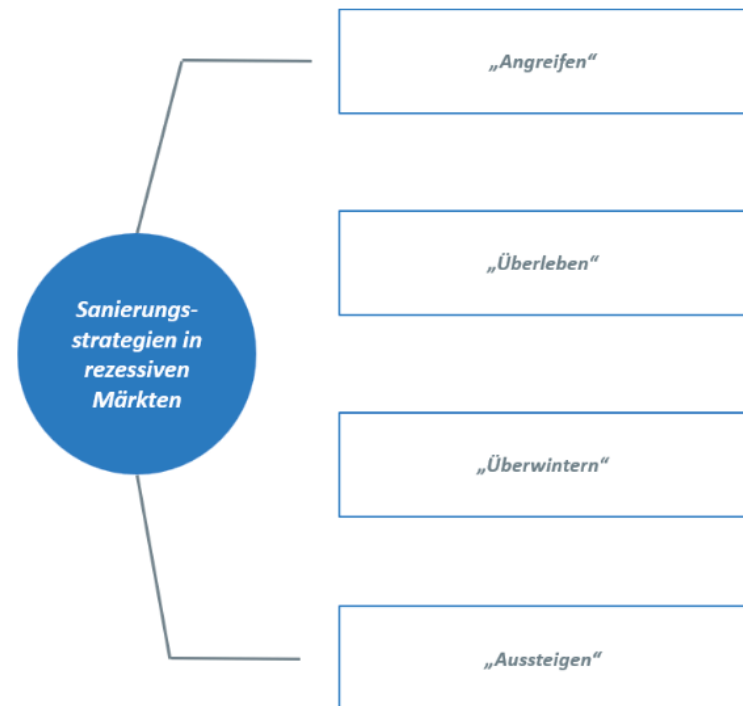 „Angreifen“
„Überleben“
Sanierungs-
strategien in
rezessiven
Märkten
„Überwintern“
„Aussteigen“